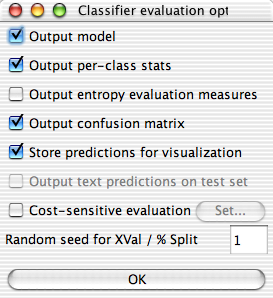 Classifier evaluation opt
Output model
Output per-class stats
Output entropy evaluation measures
Output confusion matrix
Store predictions for visualization
Output text predictions on test set
Cost-sensitive evaluation Set...
Random seed for XVal / % Split 1
OK